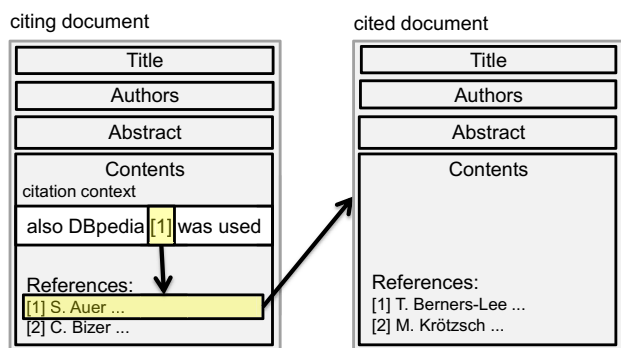 citing document
Title
Authors
Abstract
Contents
citation context
also DBpedia [1] was used
References:
[1] S. Auer ...
[2] C. Bizer ...
cited document
Title
Authors
Abstract
Contents
References:
[1] T. Berners-Lee ...
[2] M. Krötzsch ...